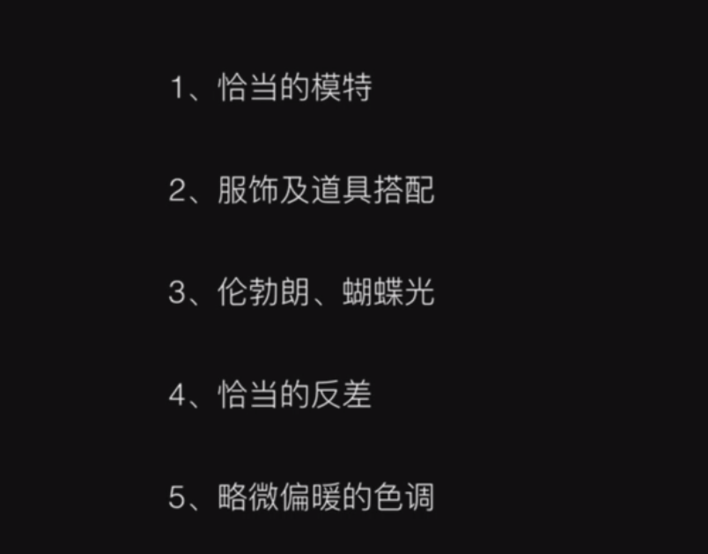 1、恰当的模特
2、服饰及道具搭配
3、伦勃朗、蝴蝶光
4、恰当的反差
5、略微偏暖的色调